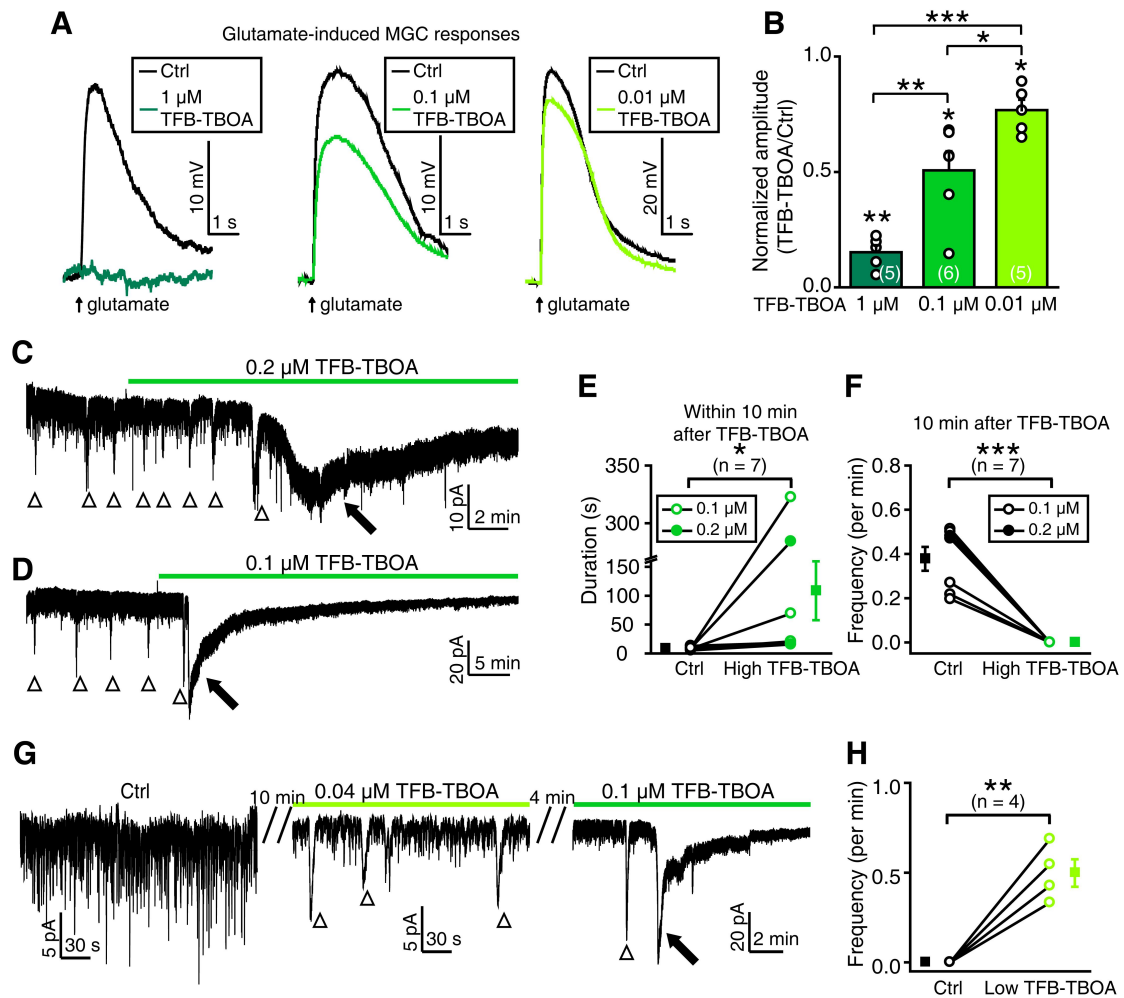 A
Glutamate-induced MGC responses
Ctrl
1 µM
TFB-TBOA
10 mV
1 s
glutamate
Ctrl
0.1 µM
TFB-TBOA
10 mV
1 s
glutamate
Ctrl
0.01 µM
TFB-TBOA
20 mV
1 s
glutamate
B
Normalized amplitude
(TFB-TBOA/Ctrl)
1.0
0.5
0.0
***
*
**
*
*
**
(5)
(6)
(5)
TFB-TBOA 1 µM 0.1 µM 0.01 µM
C
0.2 µM TFB-TBOA
10 pA
2 min
D
0.1 µM TFB-TBOA
20 pA
5 min
E
Within 10 min
after TFB-TBOA
*
(n = 7)
0.1 µM
0.2 µM
Duration (s)
350
300
150
100
50
0
Ctrl High TFB-TBOA
F
10 min after TFB-TBOA
***
(n = 7)
0.1 µM
0.2 µM
Frequency (per min)
0.8
0.6
0.4
0.2
0.0
Ctrl High TFB-TBOA
G
Ctrl
10 min
0.04 µM TFB-TBOA
4 min
0.1 µM TFB-TBOA
5 pA
30 s
5 pA
30 s
20 pA
2 min
H
**
(n = 4)
Frequency (per min)
1.0
0.5
0.0
Ctrl Low TFB-TBOA